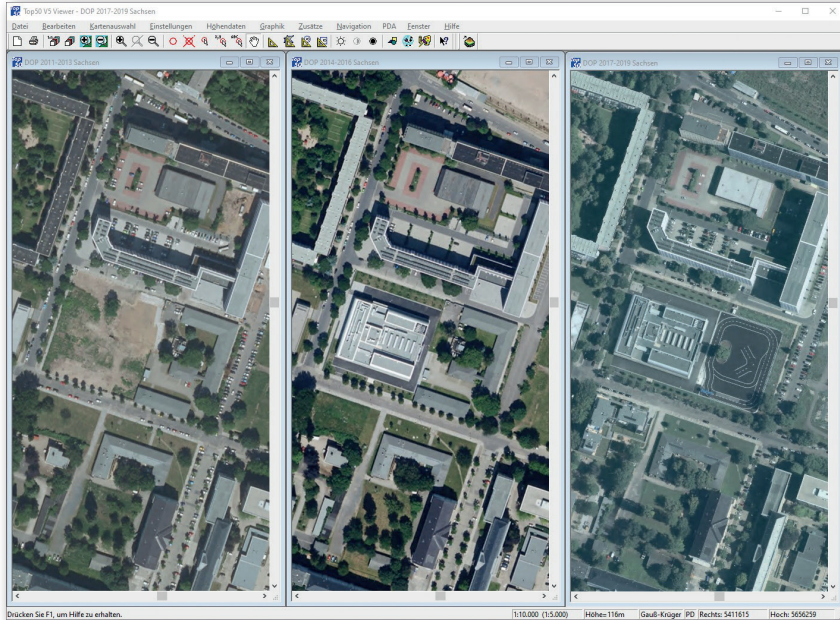 Top50 V5 Viewer - DOP 2017-2019 Sachsen
Datei Bearbeiten Kartenauswahl Einstellungen Höhendaten Graphik Zusätze Navigation PDA Fenster Hilfe
DOP 2011-2013 Sachsen
DOP 2014-2016 Sachsen
DOP 2017-2019 Sachsen
Drücken Sie F1, um Hilfe zu erhalten. 1:10.000 (1:5.000) Höhe=116m Gauß-Krüger PD Rechts: 5411615 Hoch: 5656259